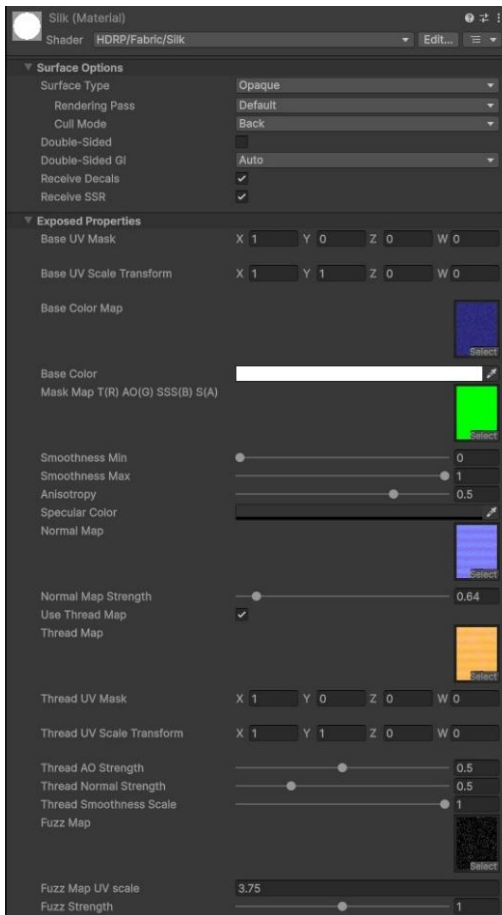 Silk (Material)
Shader HDRP/Fabric/Silk Edit...
Surface Options
Surface Type Opaque
Rendering Pass Default
Cull Mode Back
Double-Sided
Double-Sided GI Auto
Receive Decals
Receive SSR
Exposed Properties
Base UV Mask X 1 Y 0 Z 0 W 0
Base UV Scale Transform X 1 Y 1 Z 0 W 0
Base Color Map
Select
Base Color
Mask Map T(R) AO(G) SSS(B) S(A)
Select
Smoothness Min 0
Smoothness Max 1
Anisotropy 0.5
Specular Color
Normal Map
Select
Normal Map Strength 0.64
Use Thread Map
Thread Map
Select
Thread UV Mask X 1 Y 0 Z 0 W 0
Thread UV Scale Transform X 1 Y 1 Z 0 W 0
Thread AO Strength 0.5
Thread Normal Strength 0.5
Thread Smoothness Scale 1
Fuzz Map
Select
Fuzz Map UV scale 3.75
Fuzz Strength 1